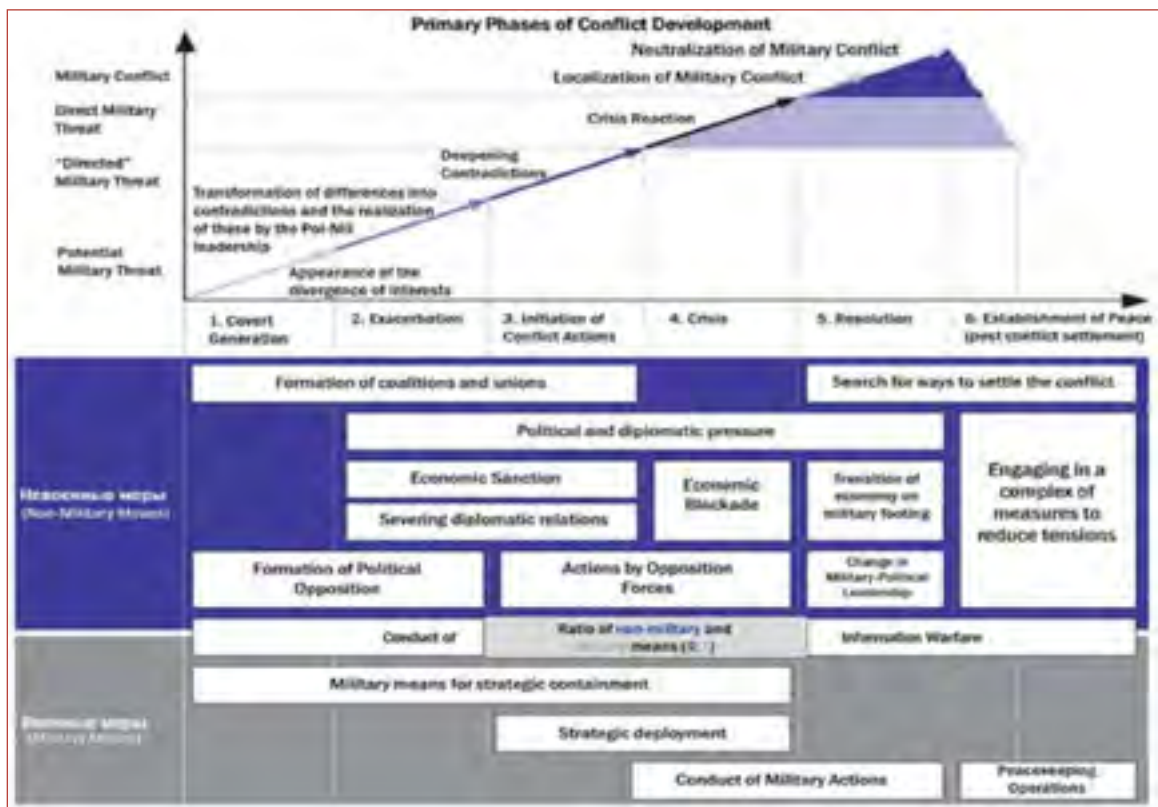 Primary Phases of Conflict Development
Neutralization of Military Conflict
Military Conflict
Localization of Military Conflict
Direct Military
Threat
Crisis Reaction
"Directed"
Military Threat
Deepening
Contradictions
Transformation of differences into
contradictions and the realization
of these by the Pol-Mil
leadership
Potential
Military Threat
Appearance of the
divergence of interests
1. Covert
Generation
2. Exacerbation
3. Initiation of
Conflict Actions
4. Crisis
5. Resolution
6. Establishment of Peace
(post conflict settlement)
Formation of coalitions and unions
Search for ways to settle the conflict
Political and diplomatic pressure
Невоенные меры
(Non-Military Moves)
Economic Sanction
Economic
Blockade
Transition of
economy on
military footing
Engaging in a
complex of
measures to
reduce tensions
Severing diplomatic relations
Formation of Political
Opposition
Actions by Opposition
Forces
Change in
Military-Political
Leadership
Conduct of
Ratio of non-military and
means
Information Warfare
Military means for strategic containment
Военные меры
Strategic deployment
Conduct of Military Actions
Peacekeeping
Operations